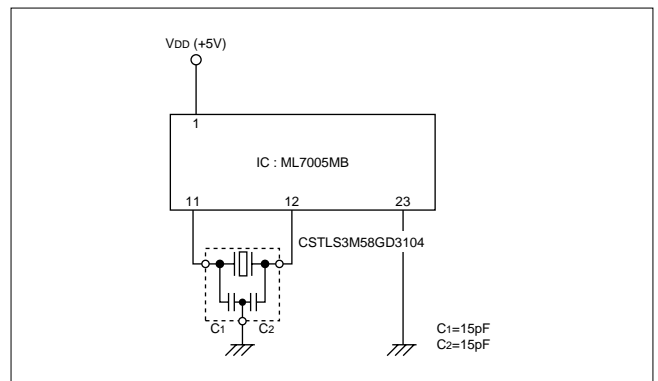 VDD (+5V)
1
IC : ML7005MB
11 12 23
CSTLS3M58GD3104
C1 C2
C1=15pF
C2=15pF